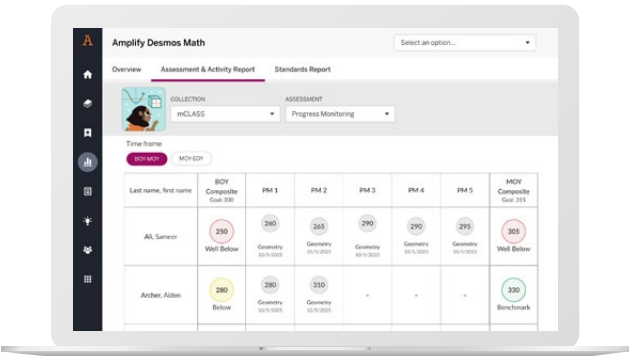 A
Amplify Desmos Math
Select an option...
Overview Assessment & Activity Report Standards Report
COLLECTION ASSESSMENT
mCLASS Progress Monitoring
Time frame
BOY-MOY MOY-EOY
Last name, first name BOY Composite Goal: 300 PM 1 PM 2 PM 3 PM 4 PM 5 MOY Composite Goal: 315
Ali, Sameer 250 Well Below 260 Geometry 10/5/2025 265 Geometry 10/5/2025 290 Geometry 10/5/2025 290 Geometry 10/5/2025 295 Geometry 10/5/2025 305 Well Below
Archer, Aiden 280 Below 280 Geometry 10/5/2025 310 Geometry 10/5/2025 - - - 330 Benchmark